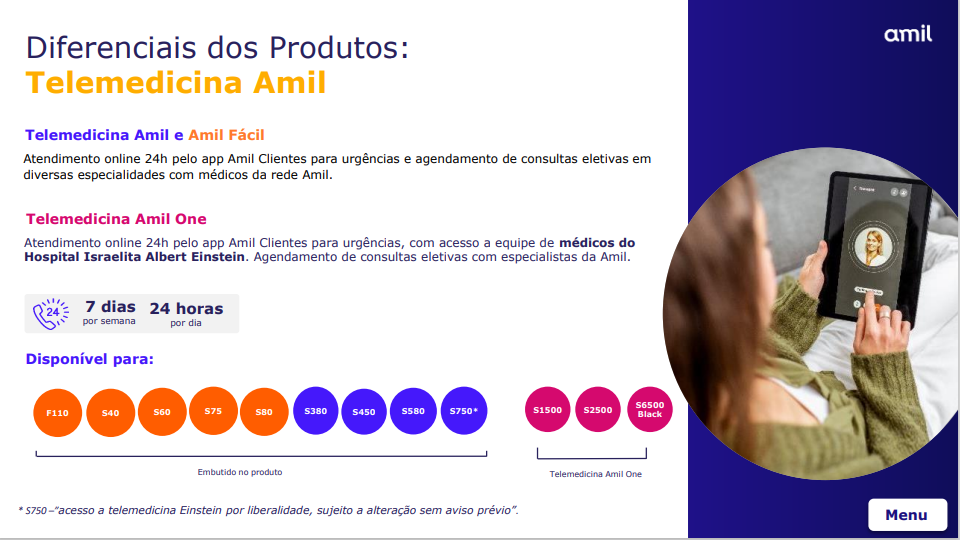 amil
Diferenciais dos Produtos:
Telemedicina Amil
Telemedicina Amil e Amil Fácil
Atendimento online 24h pelo app Amil Clientes para urgências e agendamento de consultas eletivas em
diversas especialidades com médicos da rede Amil.
Telemedicina Amil One
Atendimento online 24h pelo app Amil Clientes para urgências, com acesso a equipe de médicos do
Hospital Israelita Albert Einstein. Agendamento de consultas eletivas com especialistas da Amil.
24
7 dias
por semana
24 horas
por dia
Disponível para:
F110
S40
S60
S75
S80
S380
S450
S580
S750*
S1500
S2500
S6500
Black
Embutido no produto
Telemedicina Amil One
* S750 –“acesso a telemedicina Einstein por liberalidade, sujeito a alteração sem aviso prévio”.
Menu